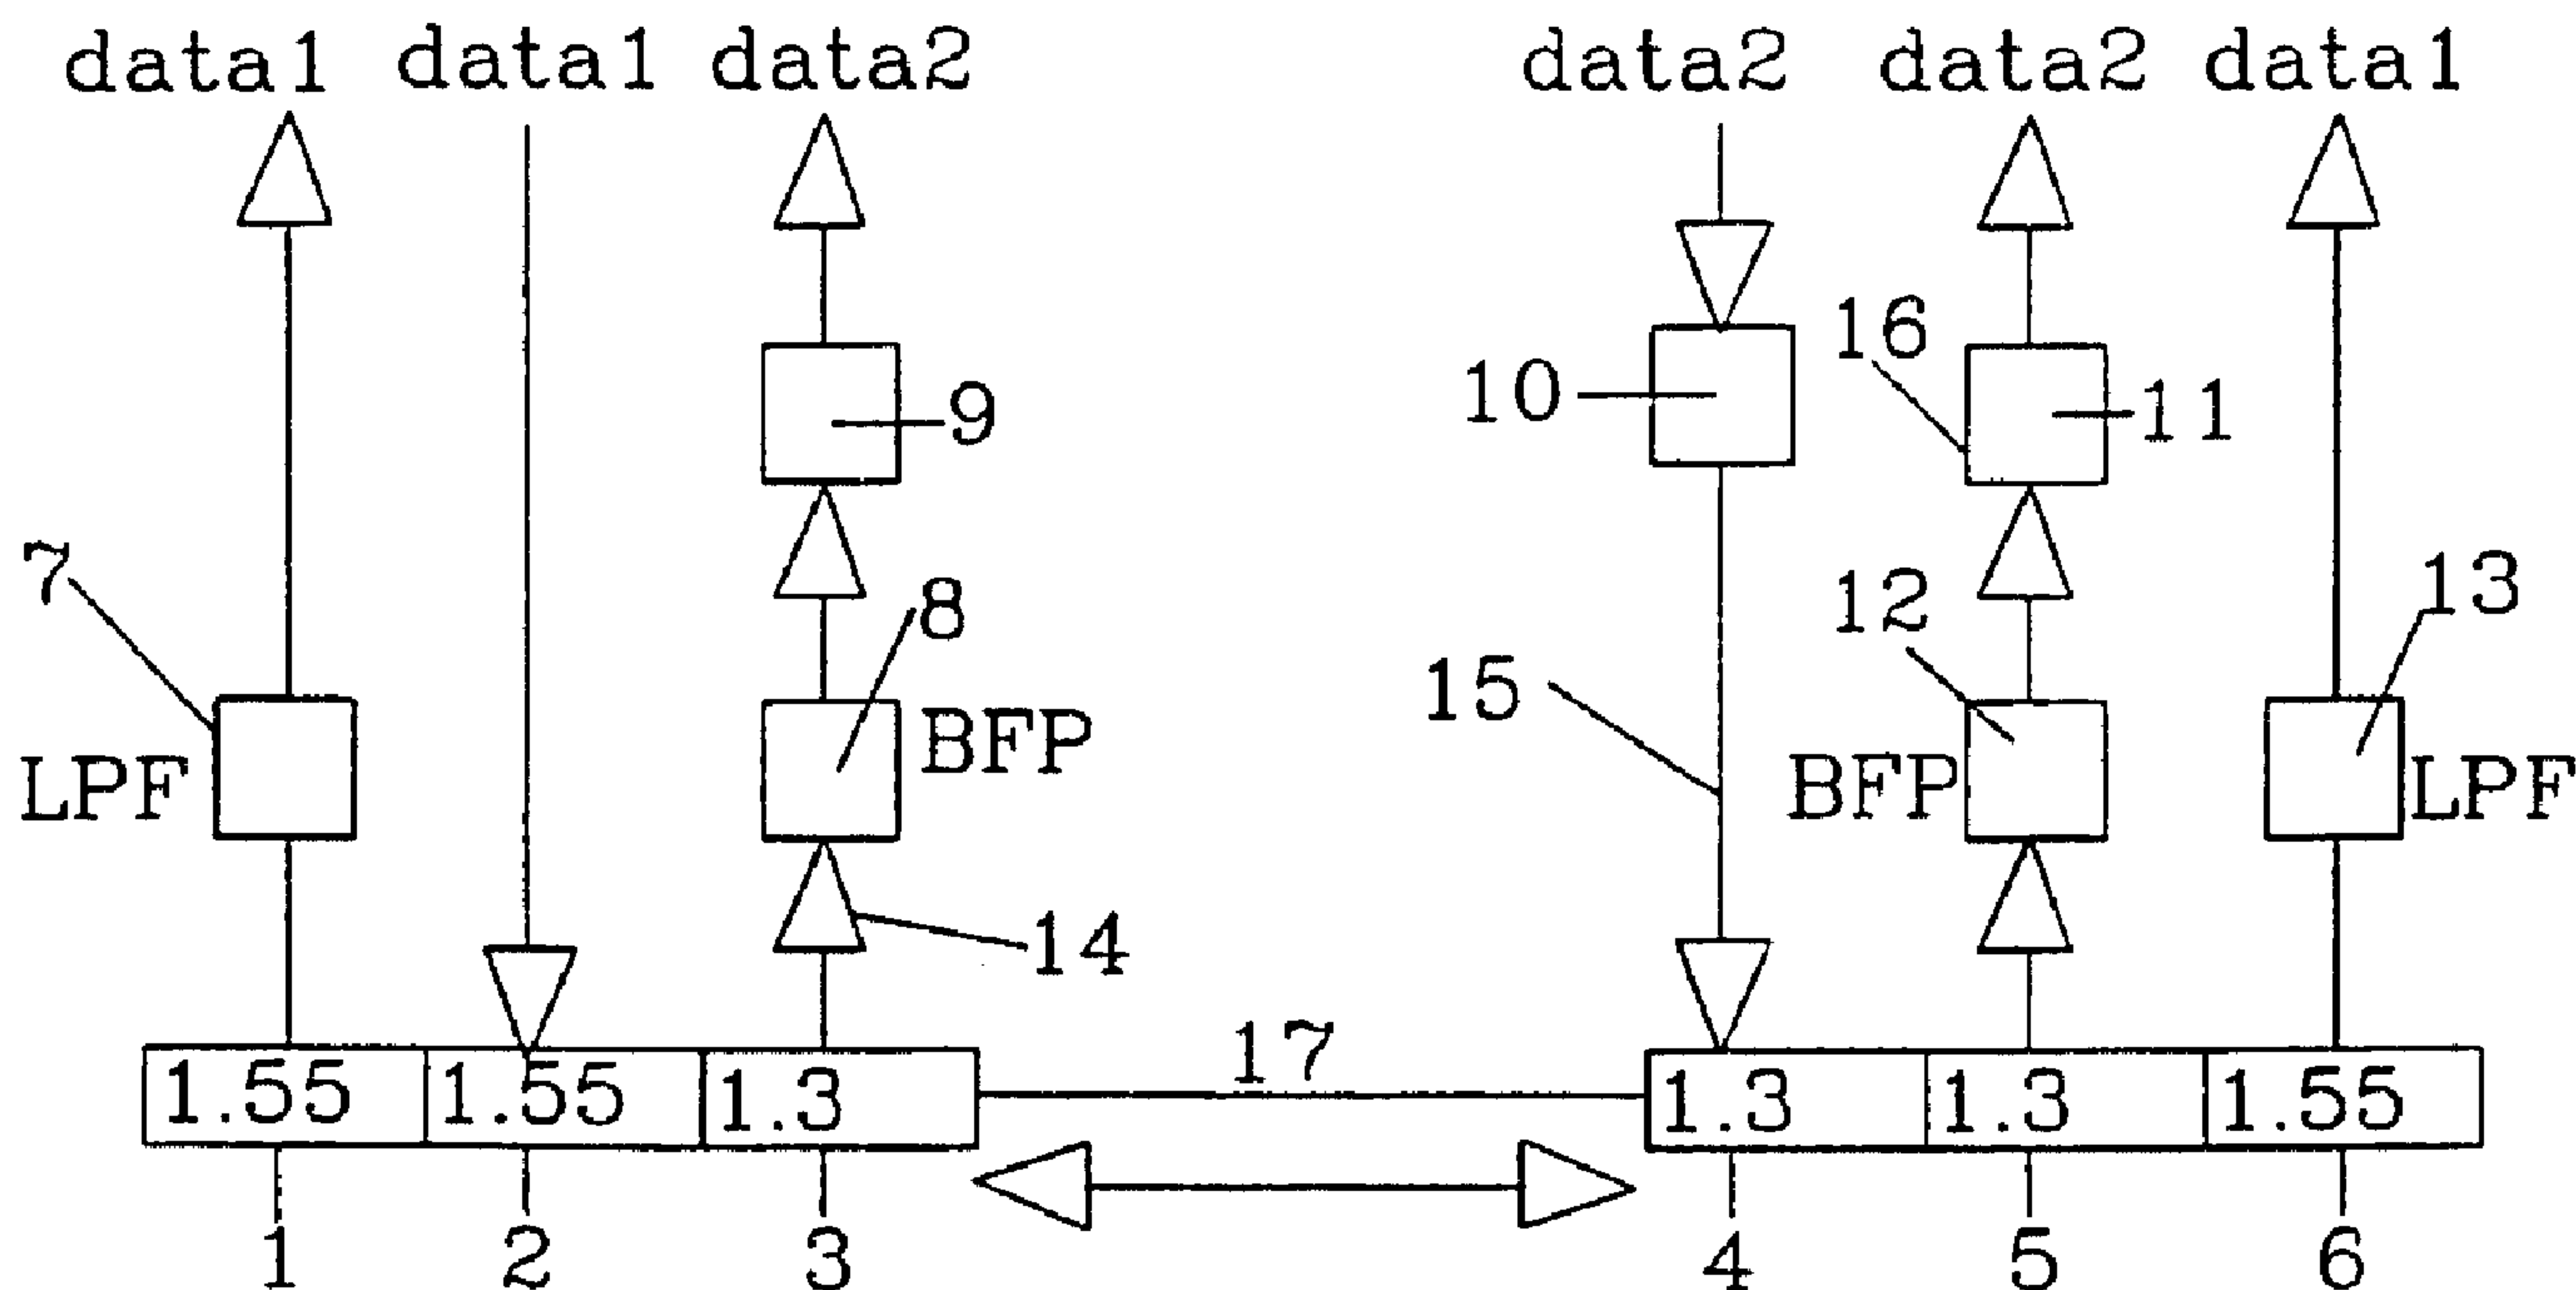 data1 data1 data2 data2 data2 data1
16
9 10 11
7 8 12 13
15
BFP
LPF BFP LPF
14
17
1.55 1.55 1.3 1.3 1.3 1.55
1 2 3 4 5 6